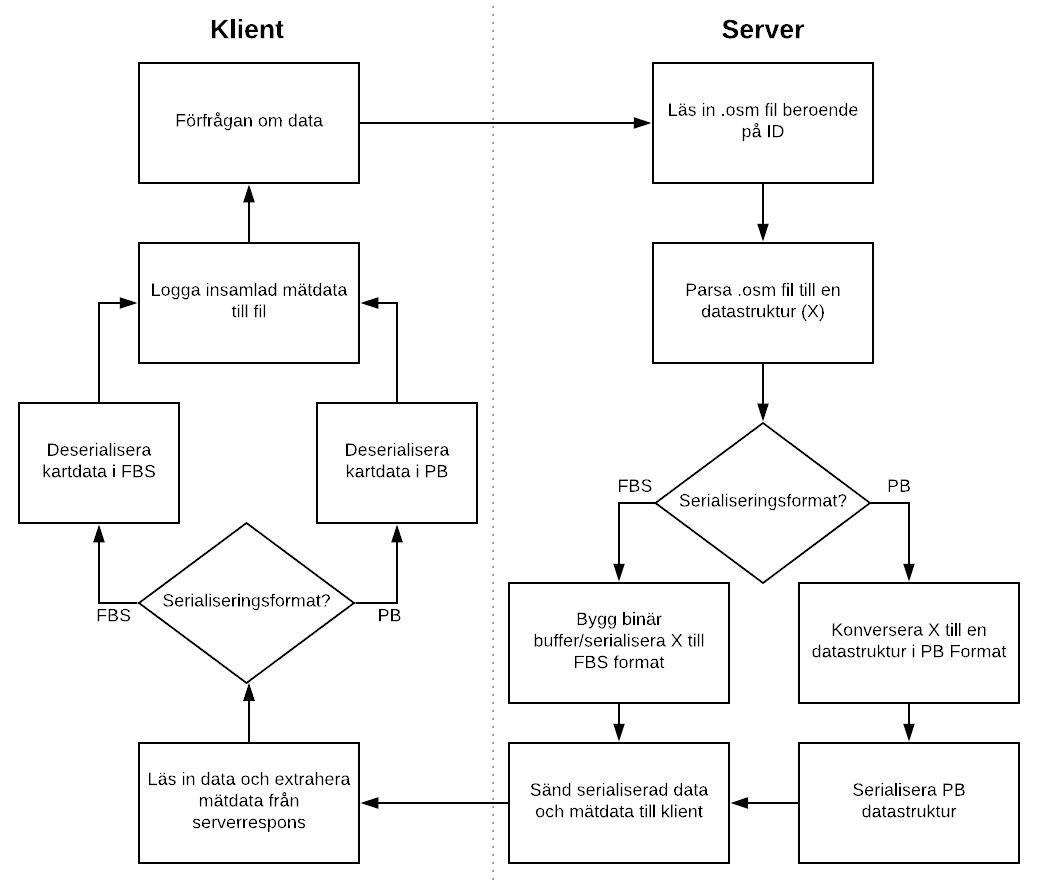 Klient
Server
Förfrågan om data
Läs in .osm fil beroende
på ID
Logga insamlad mätdata
till fil
Parsa .osm fil till en
datastruktur (X)
Deserialisera
kartdata i FBS
Deserialisera
kartdata i PB
FBS
Serialiseringsformat?
PB
FBS
Serialiseringsformat?
PB
Bygg binär
buffer/serialisera X till
FBS format
Konversera X till en
datastruktur i PB Format
Läs in data och extrahera
mätdata från
serverrespons
Sänd serialiserad data
och mätdata till klient
Serialisera PB
datastruktur